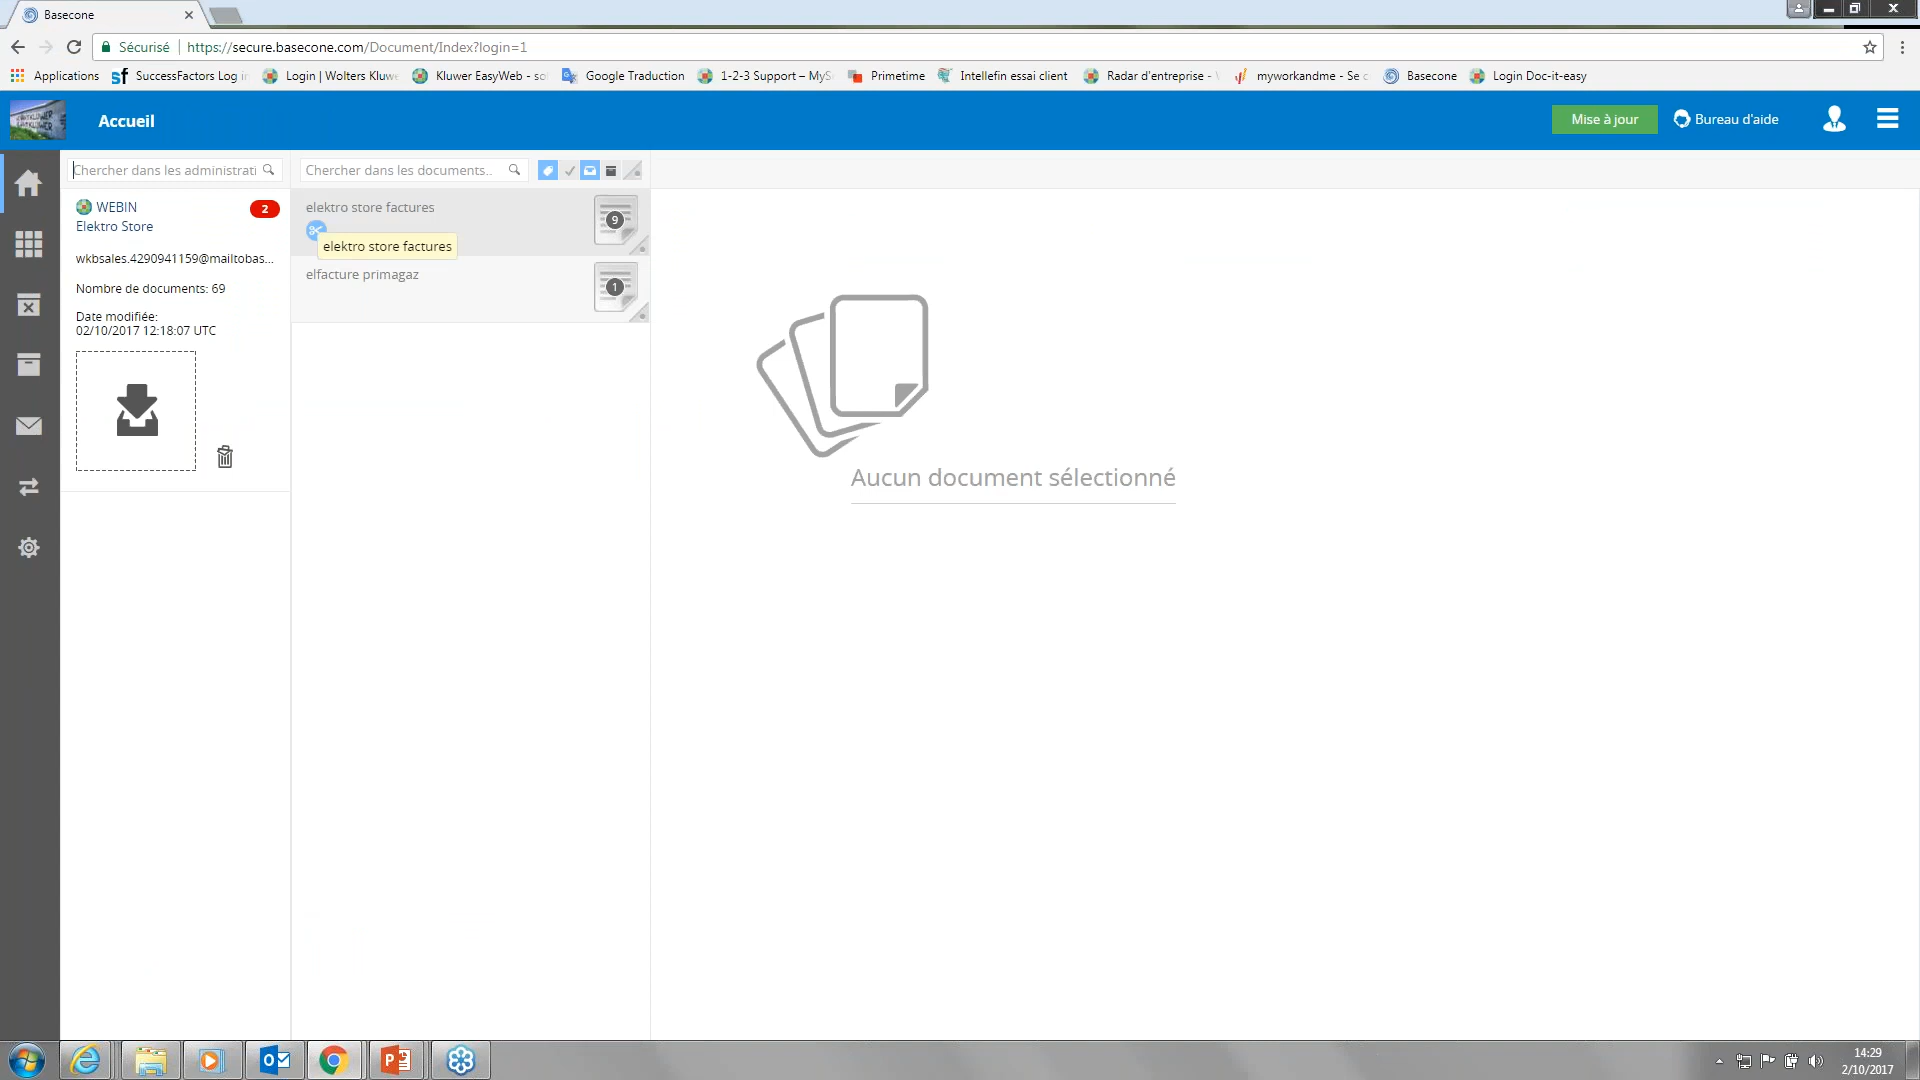 Basecone
Sécurisé https://secure.basecone.com/Document/Index?login=1
Applications SuccessFactors Log in Login | Wolters Kluwe Kluwer EasyWeb - so Google Traduction 1-2-3 Support – MyS Primetime Intellefin essai client Radar d'entreprise - myworkandme - Se c Basecone Login Doc-it-easy
Accueil
Mise à jour
Bureau d'aide
Chercher dans les administrati
Chercher dans les documents..
WEBIN
2
Elektro Store
wkbsales.4290941159@mailtobas...
Nombre de documents: 69
Date modifiée:
02/10/2017 12:18:07 UTC
elektro store factures
9
elektro store factures
elfacture primagaz
1
Aucun document sélectionné
14:29
2/10/2017